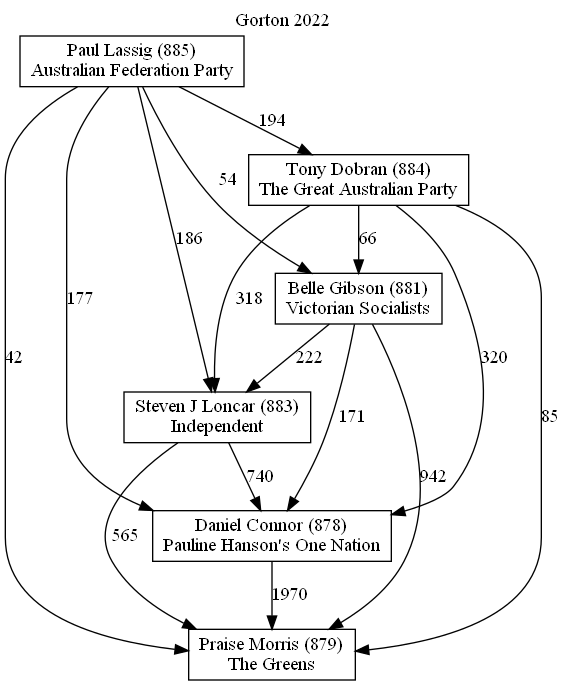 Gorton 2022
Paul Lassig (885)
Australian Federation Party
194
Tony Dobran (884)
The Great Australian Party
54
186
66
Belle Gibson (881)
Victorian Socialists
177
318
42
222
320
Steven J Loncar (883)
Independent
171
85
740
942
565
Daniel Connor (878)
Pauline Hanson's One Nation
1970
Praise Morris (879)
The Greens